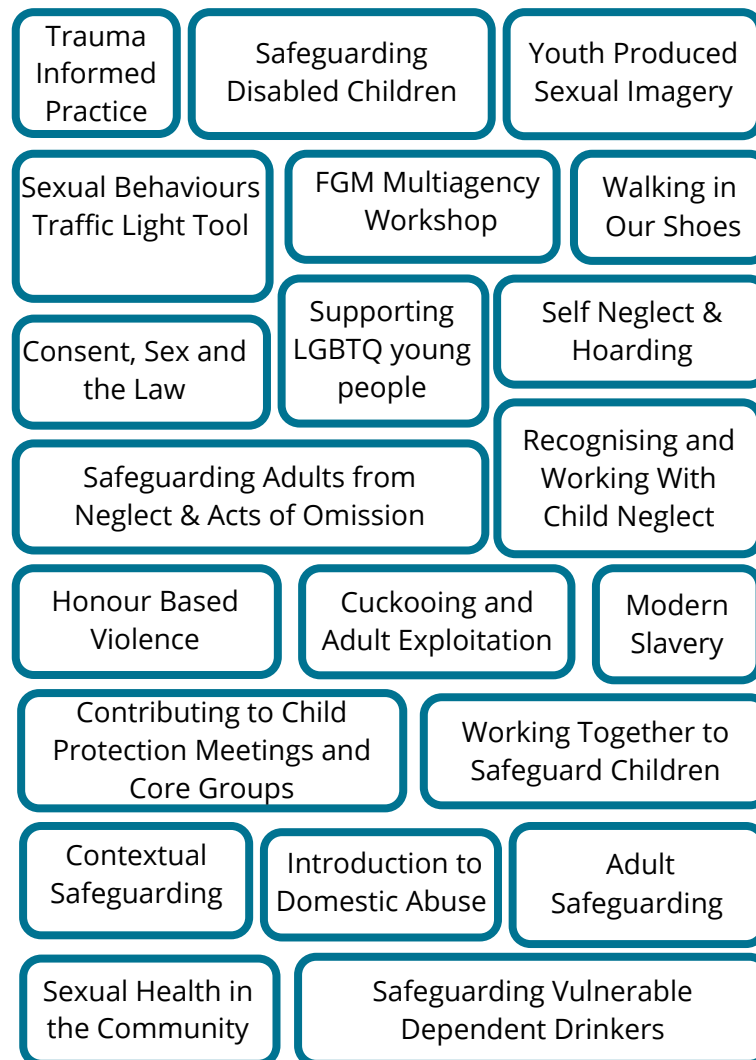 Trauma
Informed
Practice
Safeguarding
Disabled Children
Youth Produced
Sexual Imagery
Sexual Behaviours
Traffic Light Tool
FGM Multiagency
Workshop
Walking in
Our Shoes
Consent, Sex and
the Law
Supporting
LGBTQ young
people
Self Neglect &
Hoarding
Safeguarding Adults from
Neglect & Acts of Omission
Recognising and
Working With
Child Neglect
Honour Based
Violence
Cuckooing and
Adult Exploitation
Modern
Slavery
Contributing to Child
Protection Meetings and
Core Groups
Working Together to
Safeguard Children
Contextual
Safeguarding
Introduction to
Domestic Abuse
Adult
Safeguarding
Sexual Health in
the Community
Safeguarding Vulnerable
Dependent Drinkers